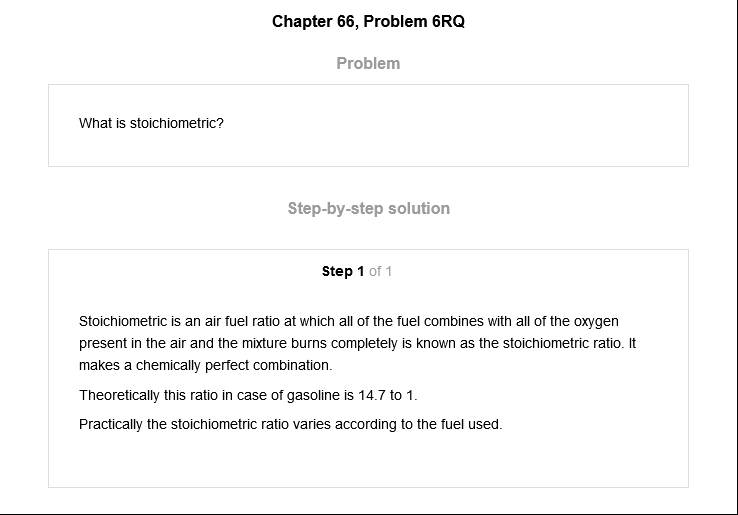 Chapter 66, Problem 6RQ
Problem
What is stoichiometric?
Step-by-step solution
Step 1 of 1
Stoichiometric is an air fuel ratio at which all of the fuel combines with all of the oxygen
present in the air and the mixture burns completely is known as the stoichiometric ratio. It
makes a chemically perfect combination.
Theoretically this ratio in case of gasoline is 14.7 to 1.
Practically the stoichiometric ratio varies according to the fuel used.